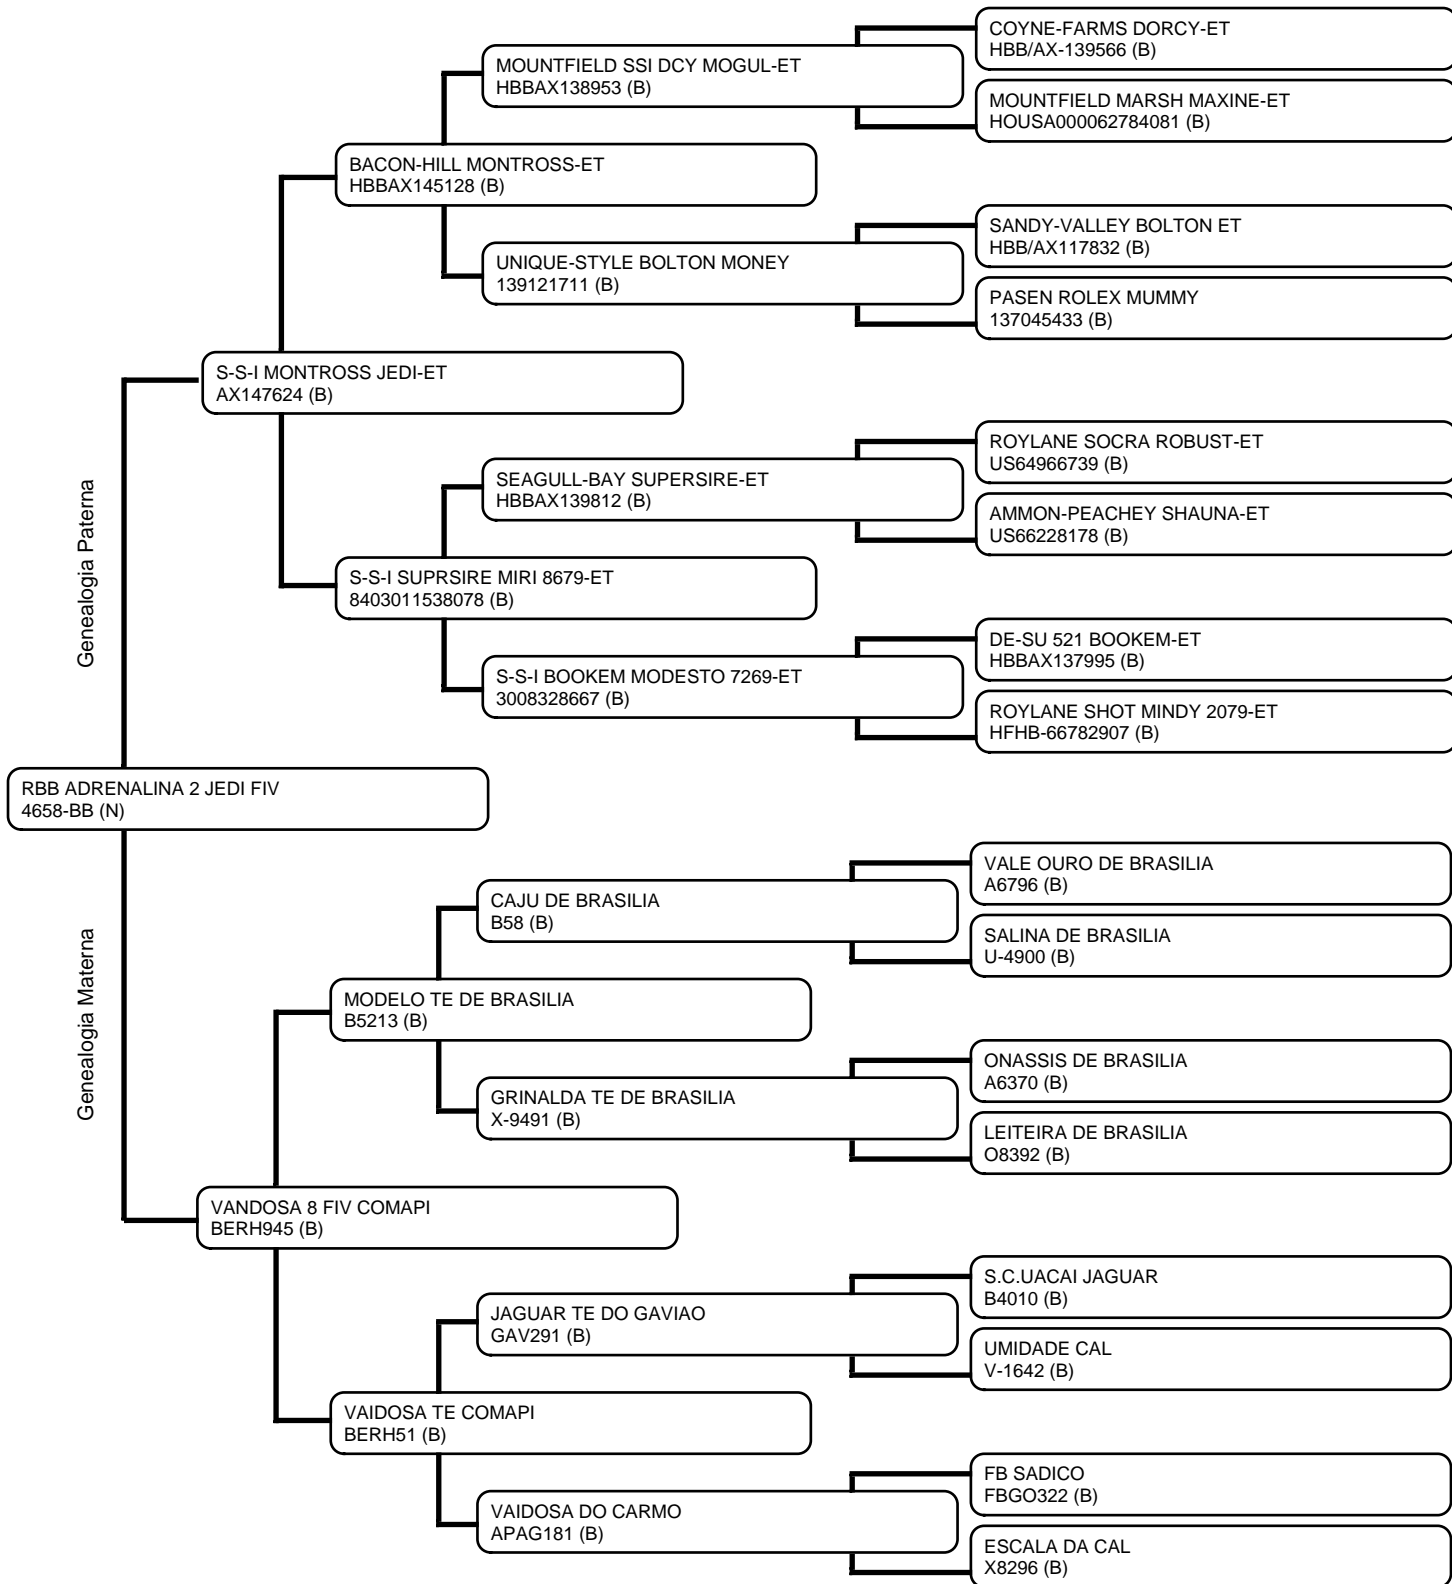 COYNE-FARMS DORCY-ET
HBB/AX-139566 (B)
MOUNTFIELD SSI DCY MOGUL-ET
HBBAX138953 (B)
MOUNTFIELD MARSH MAXINE-ET
HOUSA000062784081 (B)
BACON-HILL MONTROSS-ET
HBBAX145128 (B)
SANDY-VALLEY BOLTON ET
HBB/AX117832 (B)
UNIQUE-STYLE BOLTON MONEY
139121711 (B)
PASEN ROLEX MUMMY
137045433 (B)
S-S-I MONTROSS JEDI-ET
AX147624 (B)
ROYLANE SOCRA ROBUST-ET
US64966739 (B)
SEAGULL-BAY SUPERSIRE-ET
HBBAX139812 (B)
AMMON-PEACHEY SHAUNA-ET
US66228178 (B)
S-S-I SUPRSIRE MIRI 8679-ET
8403011538078 (B)
DE-SU 521 BOOKEM-ET
HBBAX137995 (B)
S-S-I BOOKEM MODESTO 7269-ET
3008328667 (B)
ROYLANE SHOT MINDY 2079-ET
HFHB-66782907 (B)
Genealogia Paterna
RBB ADRENALINA 2 JEDI FIV
4658-BB (N)
Genealogia Materna
VALE OURO DE BRASILIA
A6796 (B)
CAJU DE BRASILIA
B58 (B)
SALINA DE BRASILIA
U-4900 (B)
MODELO TE DE BRASILIA
B5213 (B)
ONASSIS DE BRASILIA
A6370 (B)
GRINALDA TE DE BRASILIA
X-9491 (B)
LEITEIRA DE BRASILIA
O8392 (B)
VANDOSA 8 FIV COMAPI
BERH945 (B)
S.C.UACAI JAGUAR
B4010 (B)
JAGUAR TE DO GAVIAO
GAV291 (B)
UMIDADE CAL
V-1642 (B)
VAIDOSA TE COMAPI
BERH51 (B)
FB SADICO
FBGO322 (B)
VAIDOSA DO CARMO
APAG181 (B)
ESCALA DA CAL
X8296 (B)